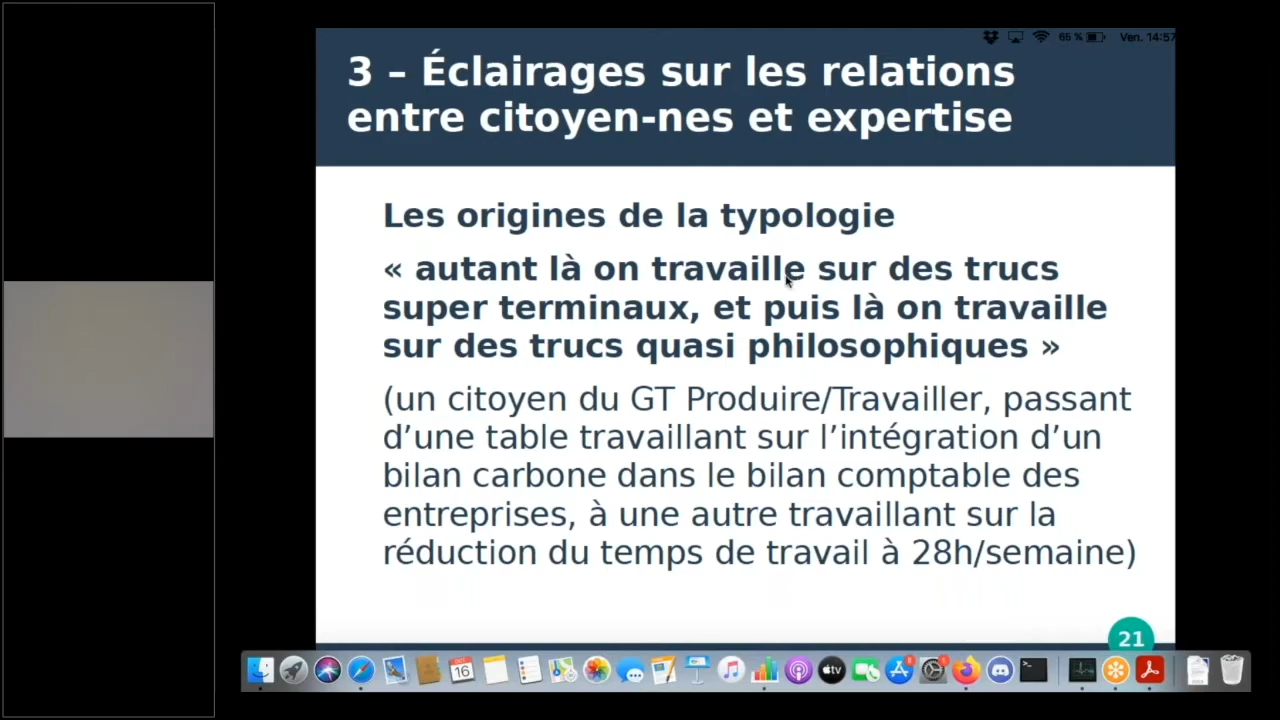 65 % Ven. 14:57
3 – Éclairages sur les relations
entre citoyen-nes et expertise
Les origines de la typologie
« autant là on travaille sur des trucs
super terminaux, et puis là on travaille
sur des trucs quasi philosophiques »
(un citoyen du GT Produire/Travailler, passant
d’une table travaillant sur l’intégration d’un
bilan carbone dans le bilan comptable des
entreprises, à une autre travaillant sur la
réduction du temps de travail à 28h/semaine)
21
OCT
16
tv